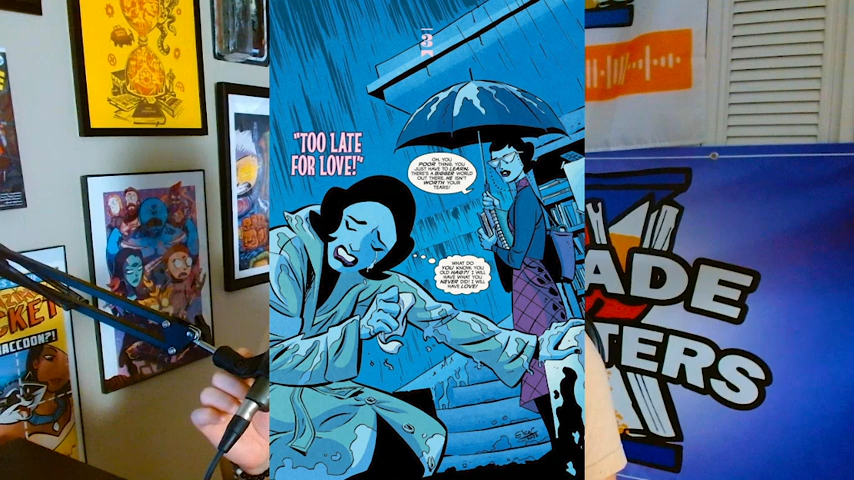 3
"TOO LATE
FOR LOVE!"
OH, YOU
POOR THING. YOU
JUST HAVE TO LEARN,
THERE'S A BIGGER WORLD
OUT THERE. HE ISN'T
WORTH YOUR
TEARS!
WHAT DO
YOU KNOW, YOU
OLD HAG?! I WILL
HAVE WHAT YOU
NEVER DID! I WILL
HAVE LOVE!
CKET
RACCOON?!
ADE
TERS